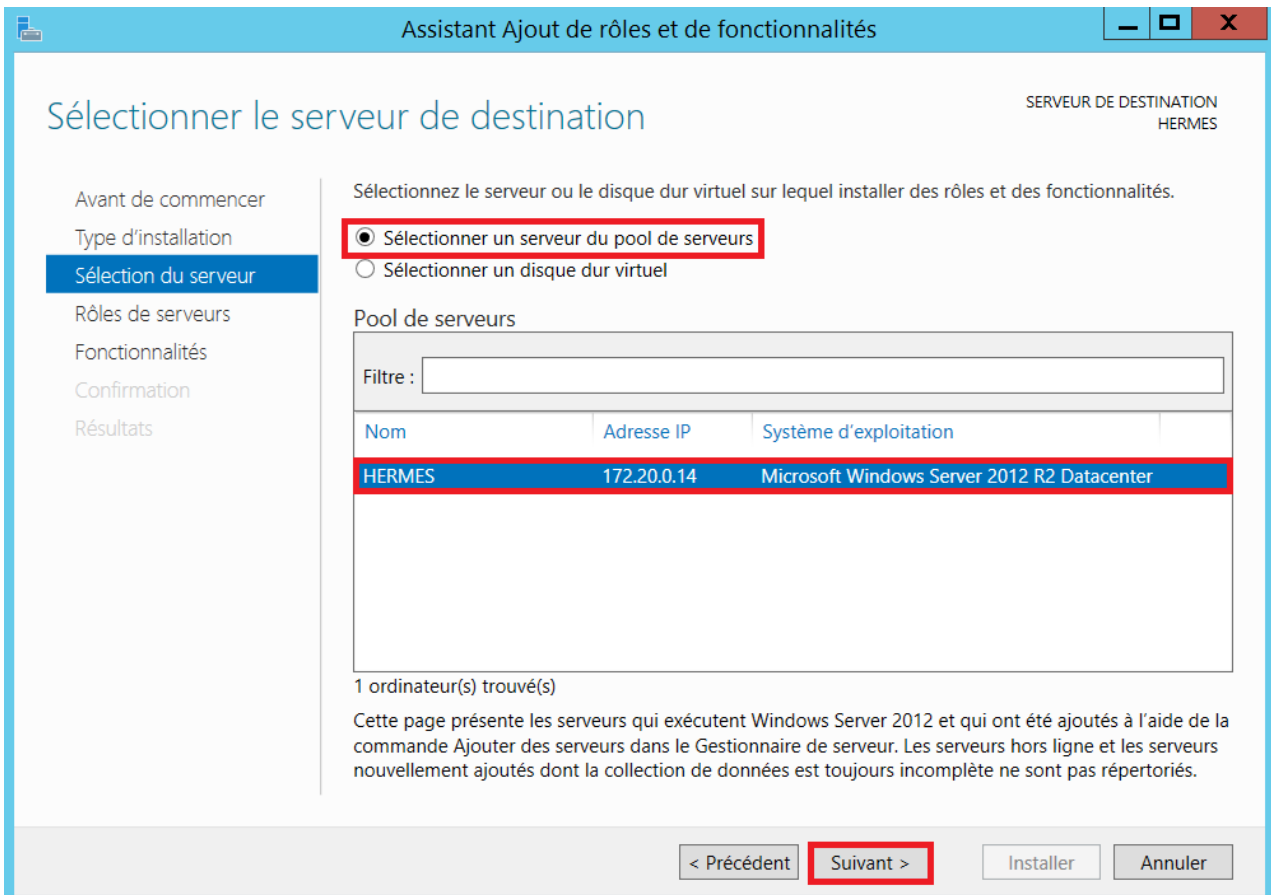 Assistant Ajout de rôles et de fonctionnalités
X
Sélectionner le serveur de destination
SERVEUR DE DESTINATION
HERMES
Avant de commencer
Type d'installation
Sélection du serveur
Rôles de serveurs
Fonctionnalités
Confirmation
Résultats
Sélectionnez le serveur ou le disque dur virtuel sur lequel installer des rôles et des fonctionnalités.
Sélectionner un serveur du pool de serveurs
Sélectionner un disque dur virtuel
Pool de serveurs
Filtre :
Nom Adresse IP Système d'exploitation
HERMES 172.20.0.14 Microsoft Windows Server 2012 R2 Datacenter
1 ordinateur(s) trouvé(s)
Cette page présente les serveurs qui exécutent Windows Server 2012 et qui ont été ajoutés à l'aide de la
commande Ajouter des serveurs dans le Gestionnaire de serveur. Les serveurs hors ligne et les serveurs
nouvellement ajoutés dont la collection de données est toujours incomplète ne sont pas répertoriés.
< Précédent Suivant > Installer Annuler